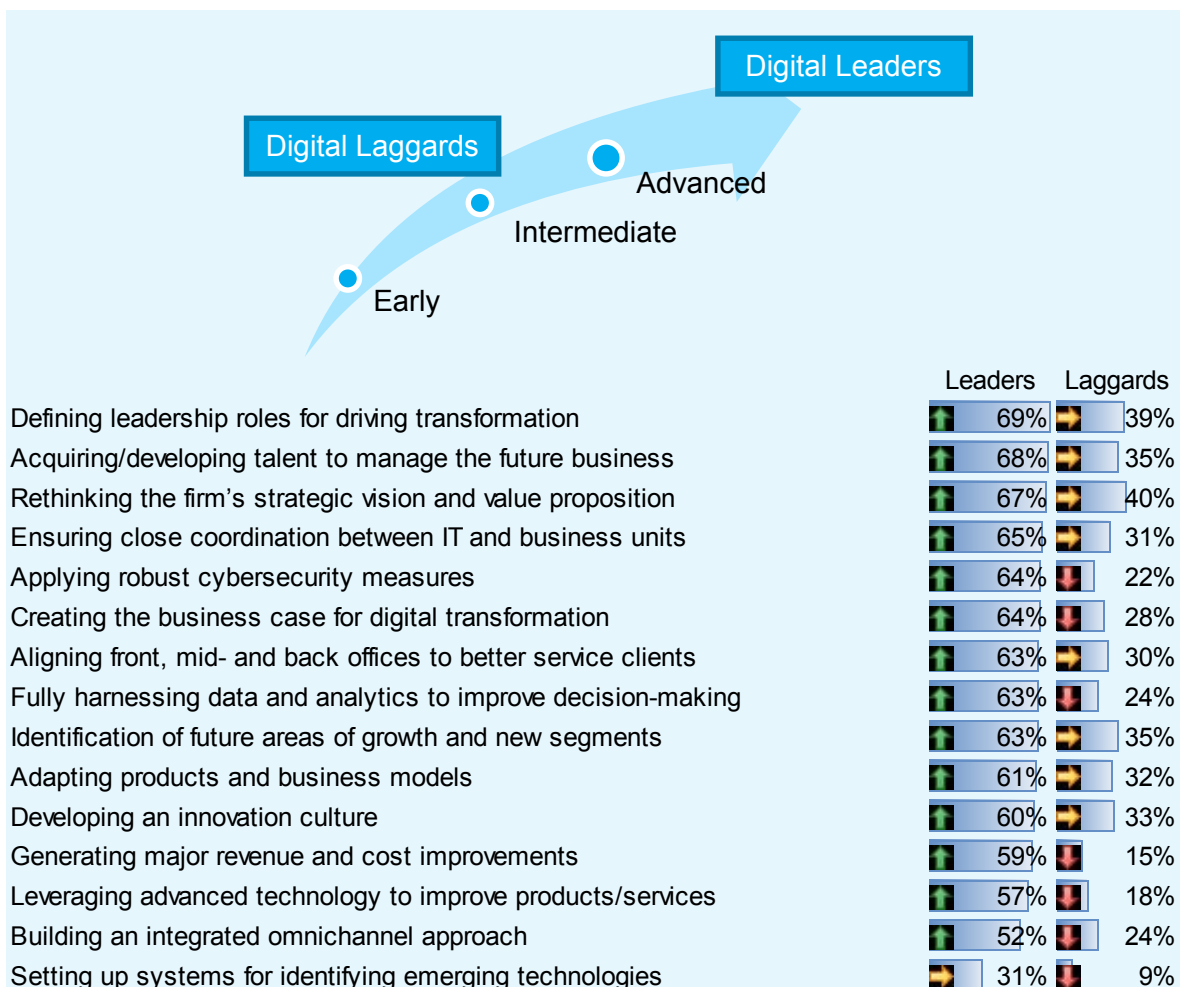 Digital Leaders
Digital Laggards
Advanced
Intermediate
Early
Leaders Laggards
Defining leadership roles for driving transformation 69% 39%
Acquiring/developing talent to manage the future business 68% 35%
Rethinking the firm's strategic vision and value proposition 67% 40%
Ensuring close coordination between IT and business units 65% 31%
Applying robust cybersecurity measures 64% 22%
Creating the business case for digital transformation 64% 28%
Aligning front, mid- and back offices to better service clients 63% 30%
Fully harnessing data and analytics to improve decision-making 63% 24%
Identification of future areas of growth and new segments 63% 35%
Adapting products and business models 61% 32%
Developing an innovation culture 60% 33%
Generating major revenue and cost improvements 59% 15%
Leveraging advanced technology to improve products/services 57% 18%
Building an integrated omnichannel approach 52% 24%
Setting up systems for identifying emerging technologies 31% 9%